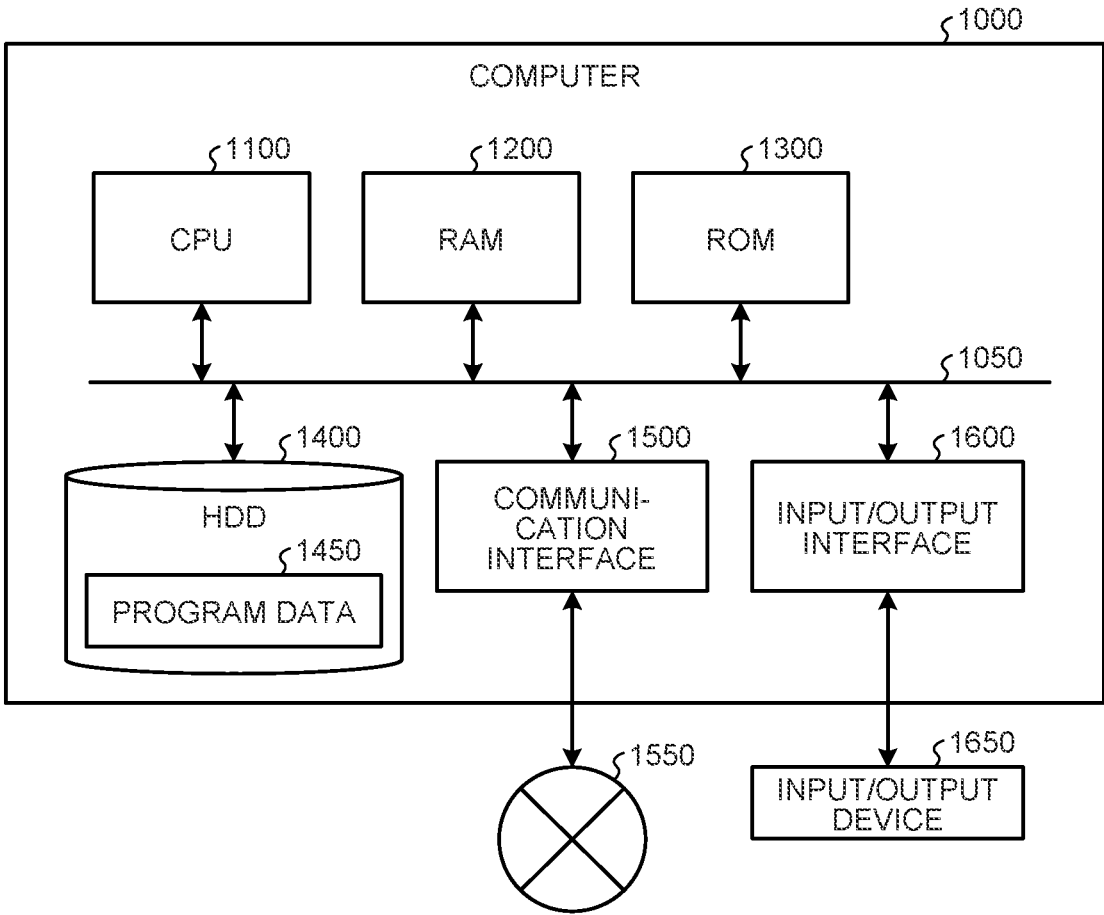 1000
COMPUTER
1100
1200
1300
CPU
RAM
ROM
1050
1400
1500
1600
HDD
COMMUNI-
CATION
INTERFACE
INPUT/OUTPUT
INTERFACE
1450
PROGRAM DATA
1550
1650
INPUT/OUTPUT
DEVICE